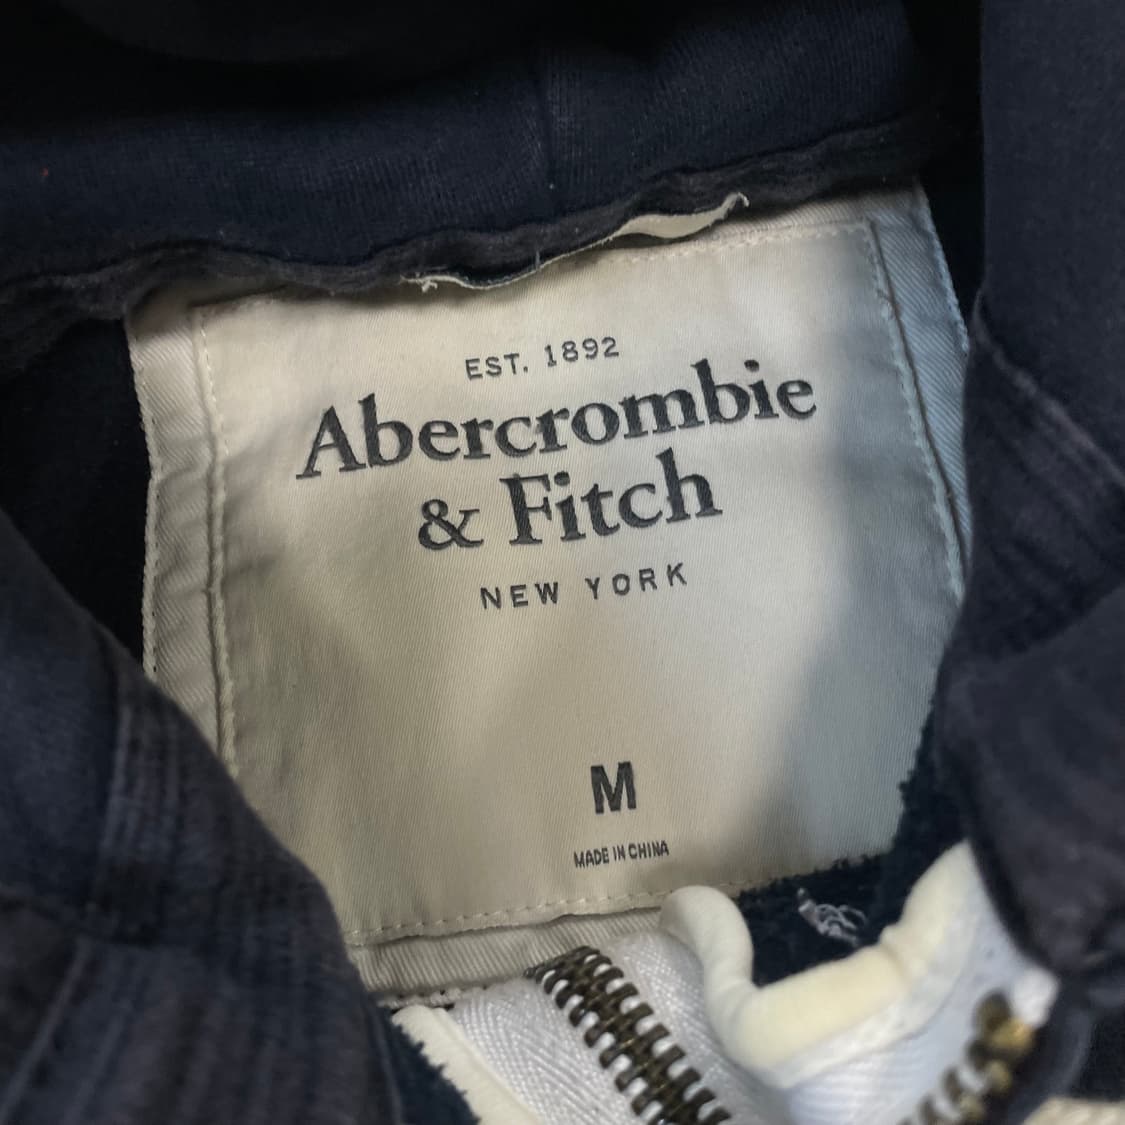 EST. 1892
Abercrombie
& Fitch
NEW YORK
M
MADE IN CHINA